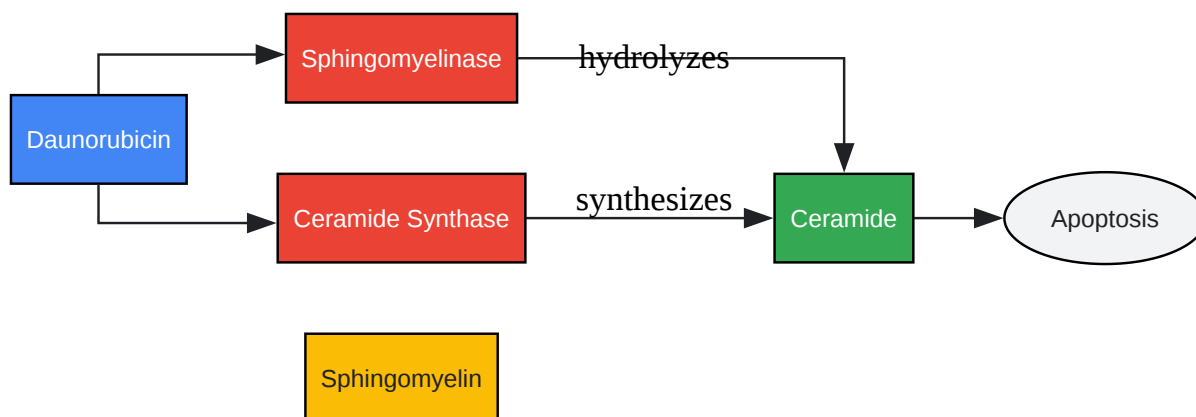 Sphingomyelinase
hydrolyzes
Daunorubicin
Ceramide Synthase
synthesizes
Ceramide
Apoptosis
Sphingomyelin